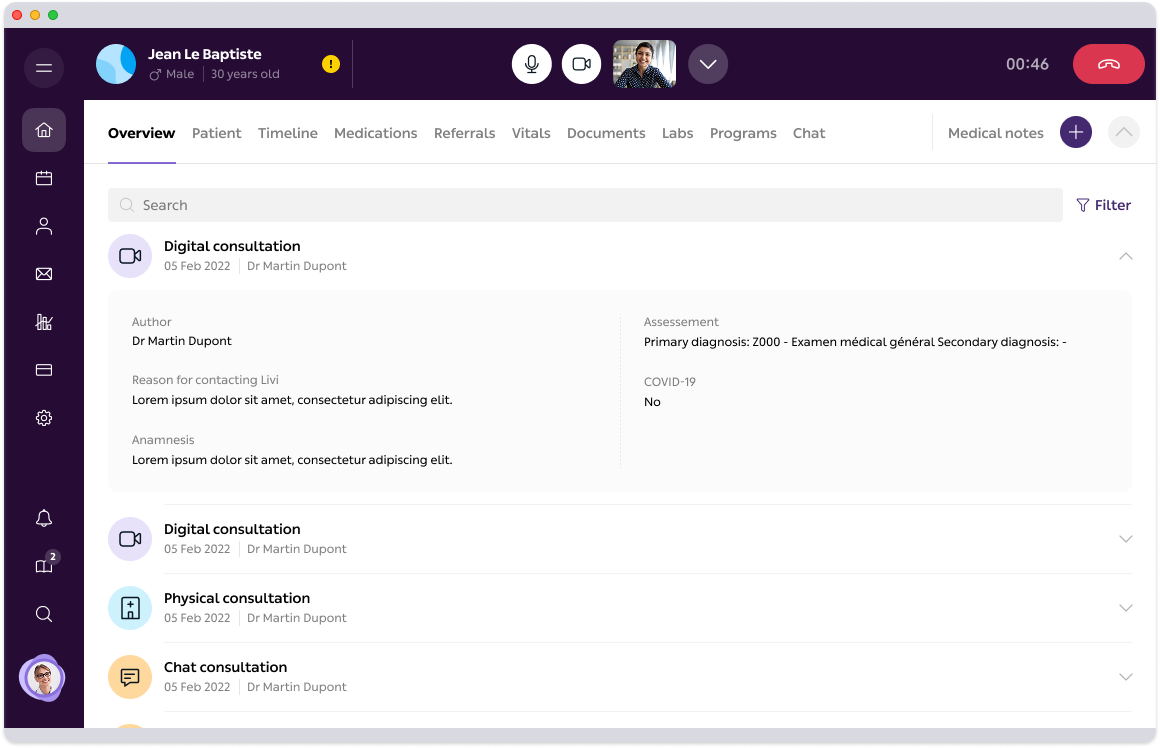 Jean Le Baptiste
Male
30 years old
!
00:46
Overview
Patient
Timeline
Medications
Referrals
Vitals
Documents
Labs
Programs
Chat
Medical notes
Search
Filter
Digital consultation
05 Feb 2022
Dr Martin Dupont
Author
Dr Martin Dupont
Reason for contacting Livi
Lorem ipsum dolor sit amet, consectetur adipiscing elit.
Anamnesis
Lorem ipsum dolor sit amet, consectetur adipiscing elit.
Assessement
Primary diagnosis: Z000 - Examen médical général Secondary diagnosis: -
COVID-19
No
Digital consultation
05 Feb 2022
Dr Martin Dupont
2
Physical consultation
05 Feb 2022
Dr Martin Dupont
Chat consultation
05 Feb 2022
Dr Martin Dupont